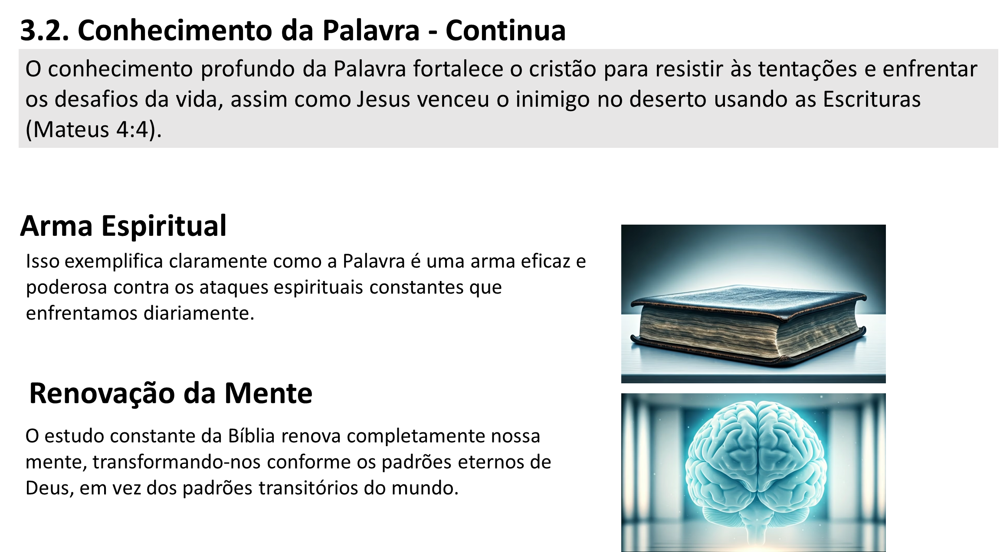 3.2. Conhecimento da Palavra - Continua
O conhecimento profundo da Palavra fortalece o cristão para resistir às tentações e enfrentar
os desafios da vida, assim como Jesus venceu o inimigo no deserto usando as Escrituras
(Mateus 4:4).
Arma Espiritual
Isso exemplifica claramente como a Palavra é uma arma eficaz e
poderosa contra os ataques espirituais constantes que
enfrentamos diariamente.
Renovação da Mente
O estudo constante da Bíblia renova completamente nossa
mente, transformando-nos conforme os padrões eternos de
Deus, em vez dos padrões transitórios do mundo.